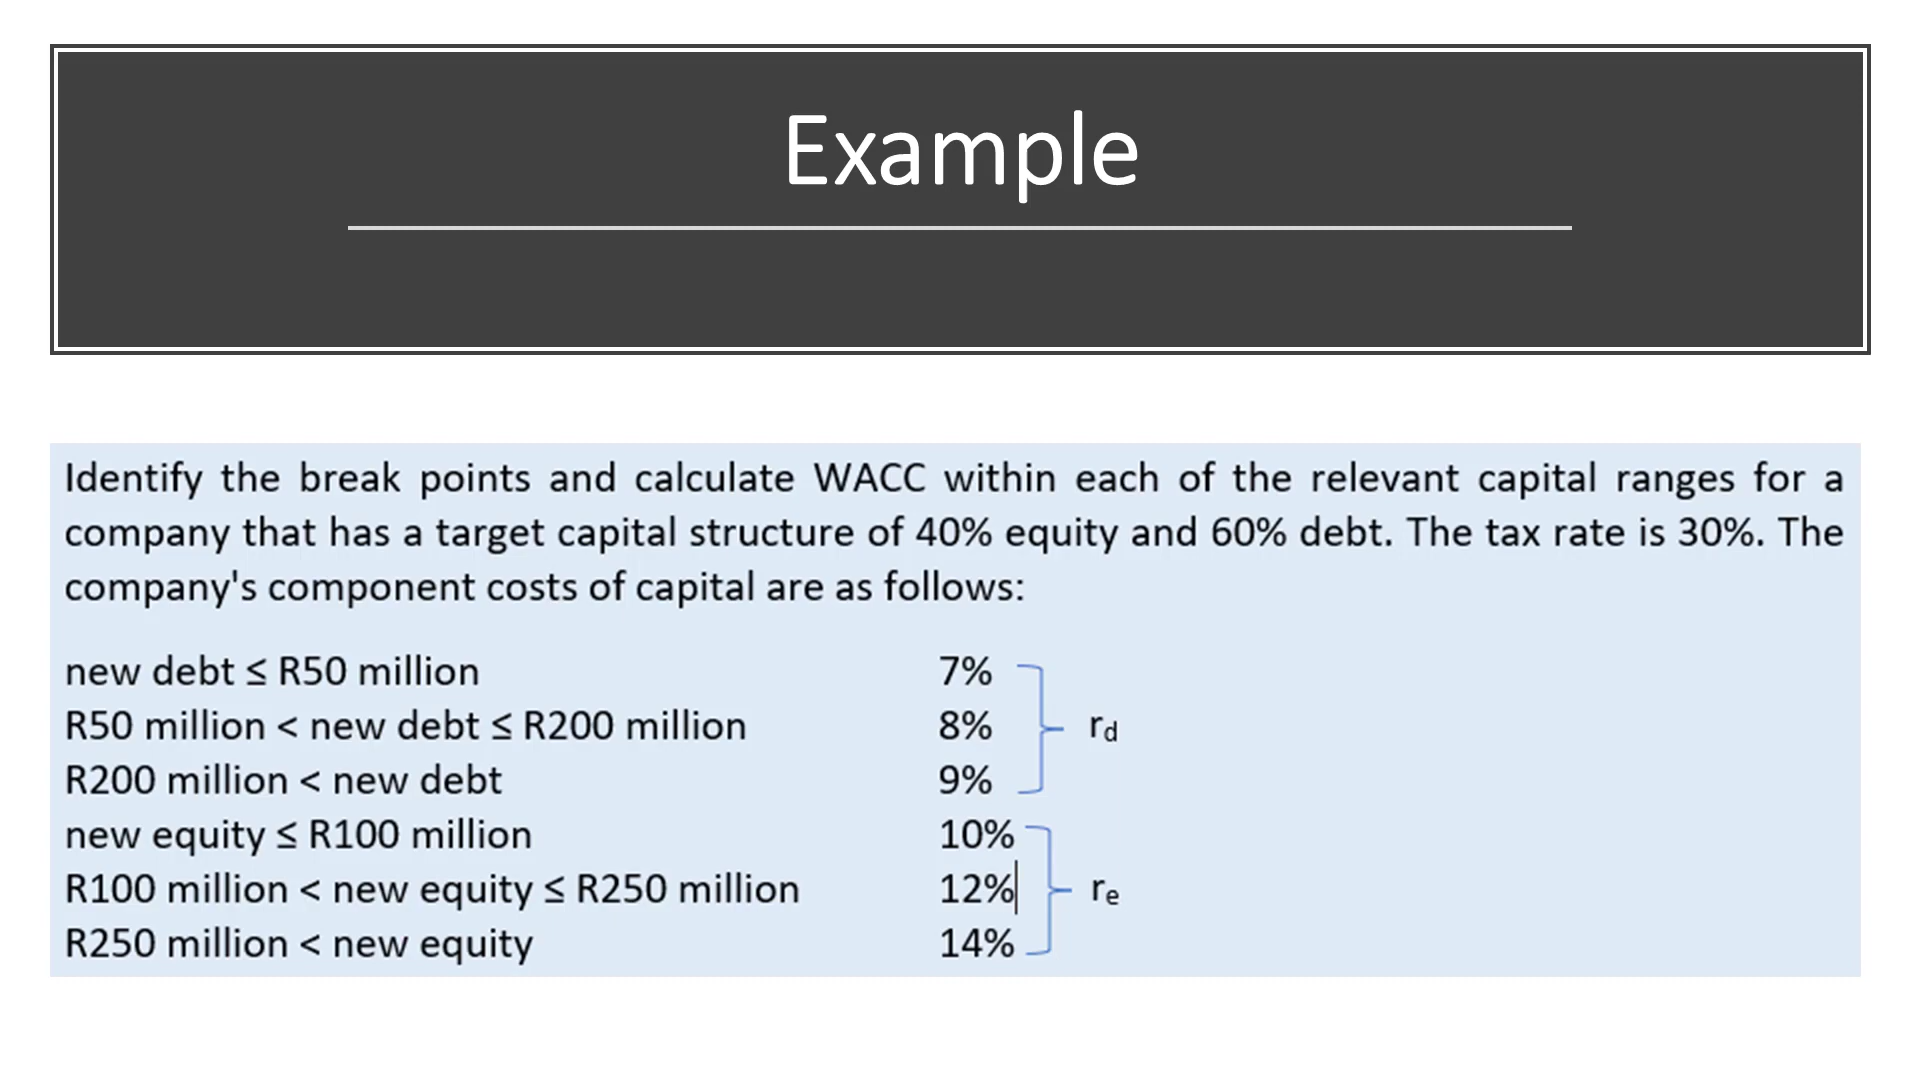 Example
Identify the break points and calculate WACC within each of the relevant capital ranges for a
company that has a target capital structure of 40% equity and 60% debt. The tax rate is 30%. The
company's component costs of capital are as follows:
new debt ≤ R50 million 7%
R50 million < new debt ≤ R200 million 8% rd
R200 million < new debt 9%
new equity ≤ R100 million 10%
R100 million < new equity ≤ R250 million 12% re
R250 million < new equity 14%